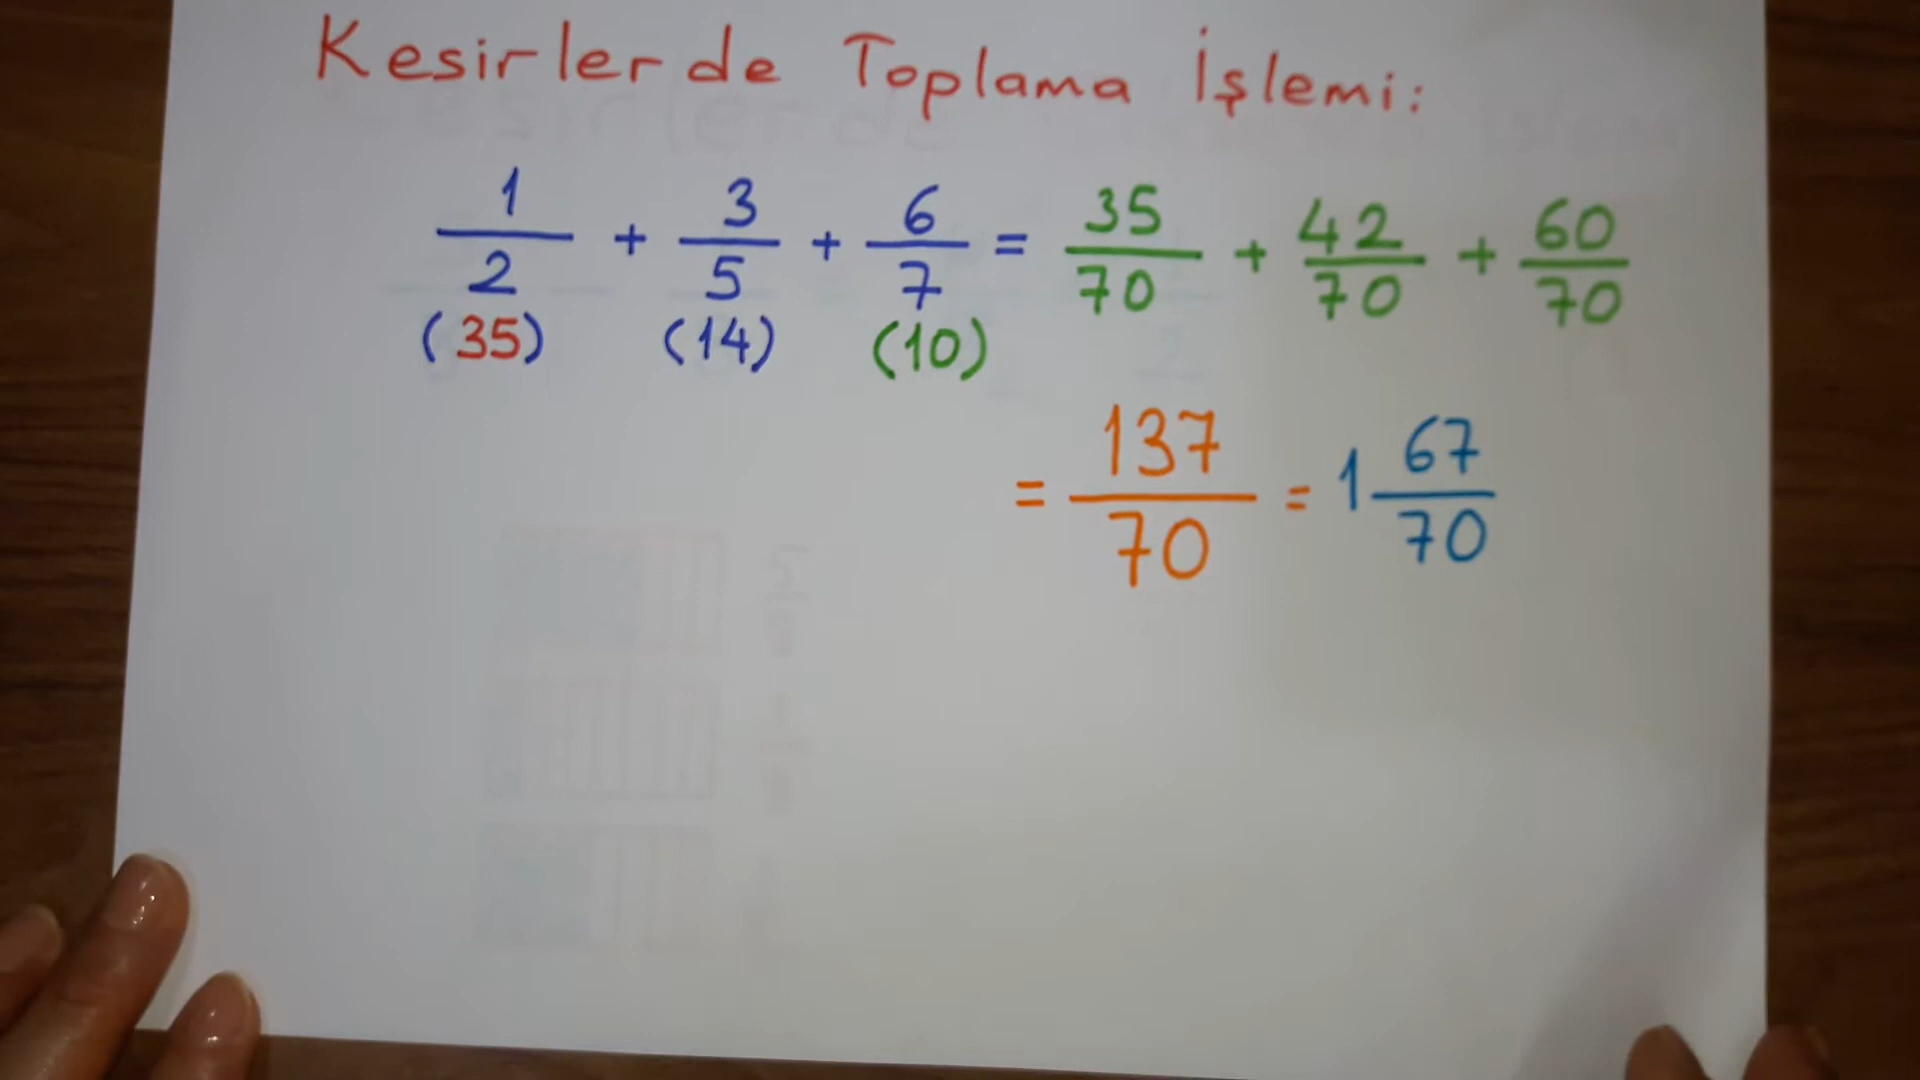 Kesirlerde Toplama İşlemi:
1/2 + 3/5 + 6/7 = 35/70 + 42/70 + 60/70
(35) (14) (10)
= 137/70 = 1 67/70